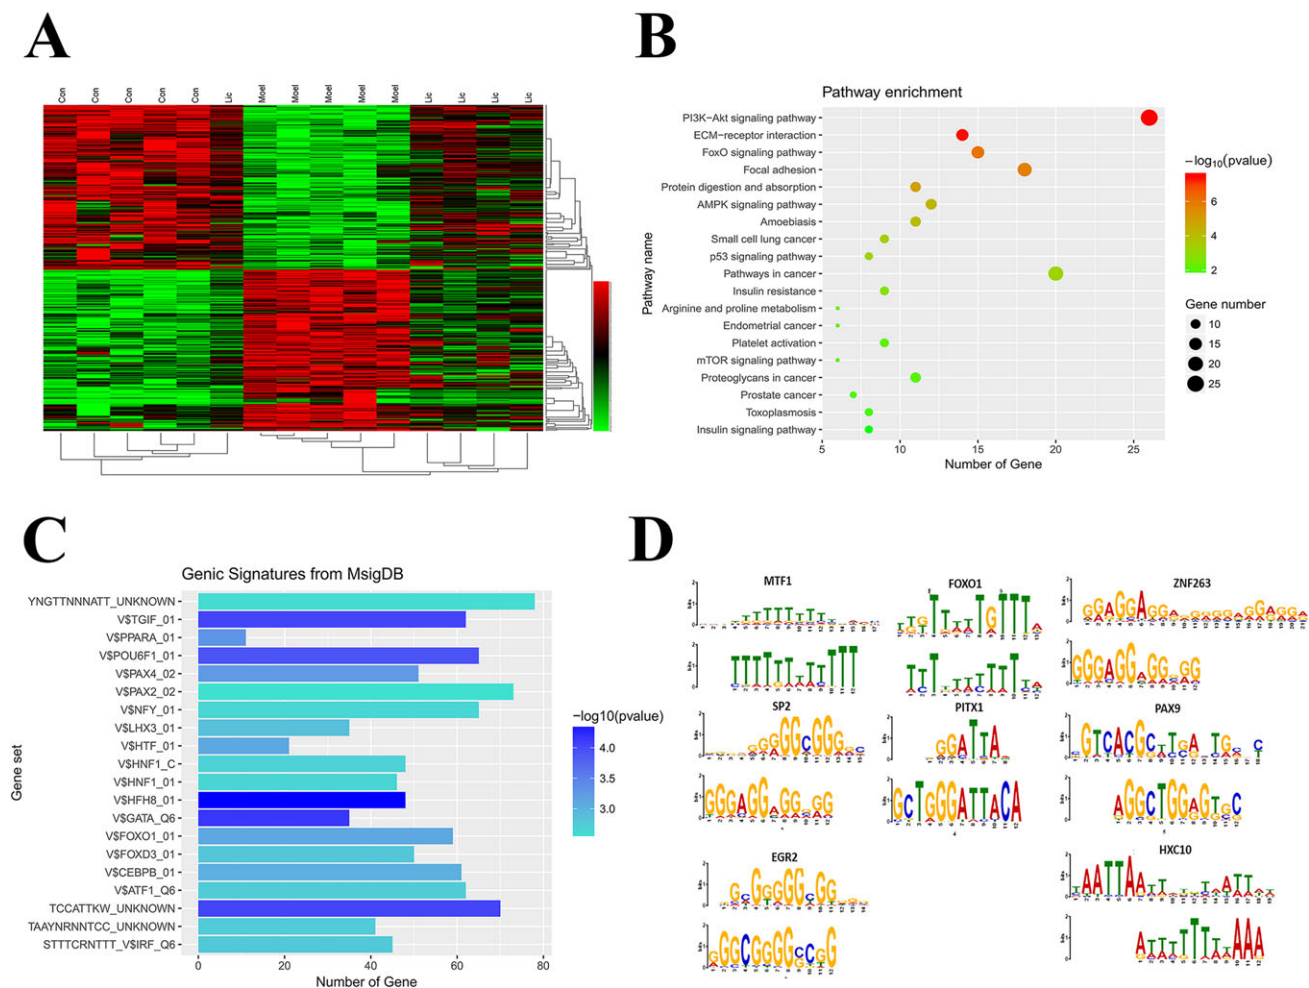 A
Con
Con
Con
Con
Con
Lic
Moel
Moel
Moel
Moel
Moel
Lic
Lic
Lic
Lic
B
Pathway enrichment
Pathway name
PI3K−Akt signaling pathway
ECM−receptor interaction
FoxO signaling pathway
Focal adhesion
Protein digestion and absorption
AMPK signaling pathway
Amoebiasis
Small cell lung cancer
p53 signaling pathway
Pathways in cancer
Insulin resistance
Arginine and proline metabolism
Endometrial cancer
Platelet activation
mTOR signaling pathway
Proteoglycans in cancer
Prostate cancer
Toxoplasmosis
Insulin signaling pathway
5 10 15 20 25
Number of Gene
−log10(pvalue)
6
4
2
Gene number
10
15
20
25
C
Genic Signatures from MsigDB
Gene set
YNGTTNNNATT_UNKNOWN
V$TGIF_01
V$PPARA_01
V$POU6F1_01
V$PAX4_02
V$PAX2_02
V$NFY_01
V$LHX3_01
V$HTF_01
V$HNF1_C
V$HNF1_01
V$HFH8_01
V$GATA_Q6
V$FOXO1_01
V$FOXD3_01
V$CEBPB_01
V$ATF1_Q6
TCCATTKW_UNKNOWN
TAAYNRNNTCC_UNKNOWN
STTTCRNTTT_V$IRF_Q6
0 20 40 60 80
Number of Gene
−log10(pvalue)
4.0
3.5
3.0
D
MTF1
FOXO1
ZNF263
SP2
PITX1
PAX9
EGR2
HXC10